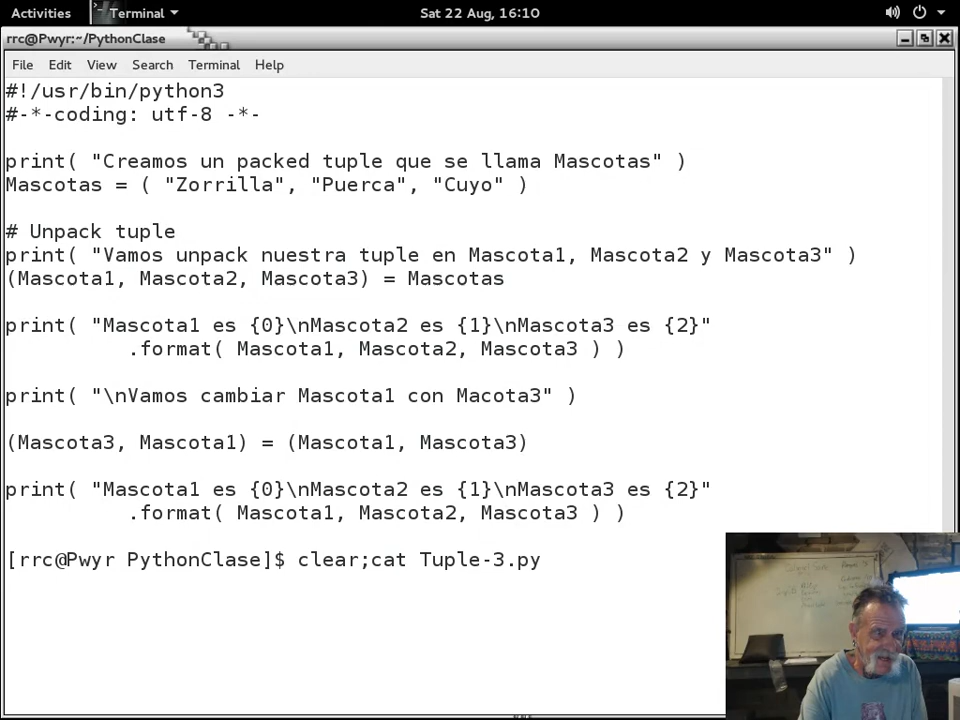 Activities Terminal Sat 22 Aug, 16:10
rrc@Pwyr:~/PythonClase
File Edit View Search Terminal Help
#!/usr/bin/python3
#-*-coding: utf-8 -*-
print( "Creamos un packed tuple que se llama Mascotas" )
Mascotas = ( "Zorrilla", "Puerca", "Cuyo" )
# Unpack tuple
print( "Vamos unpack nuestra tuple en Mascota1, Mascota2 y Mascota3" )
(Mascota1, Mascota2, Mascota3) = Mascotas
print( "Mascota1 es {0}\nMascota2 es {1}\nMascota3 es {2}"
.format( Mascota1, Mascota2, Mascota3 ) )
print( "\nVamos cambiar Mascota1 con Macota3" )
(Mascota3, Mascota1) = (Mascota1, Mascota3)
print( "Mascota1 es {0}\nMascota2 es {1}\nMascota3 es {2}"
.format( Mascota1, Mascota2, Mascota3 ) )
[rrc@Pwyr PythonClase]$ clear;cat Tuple-3.py